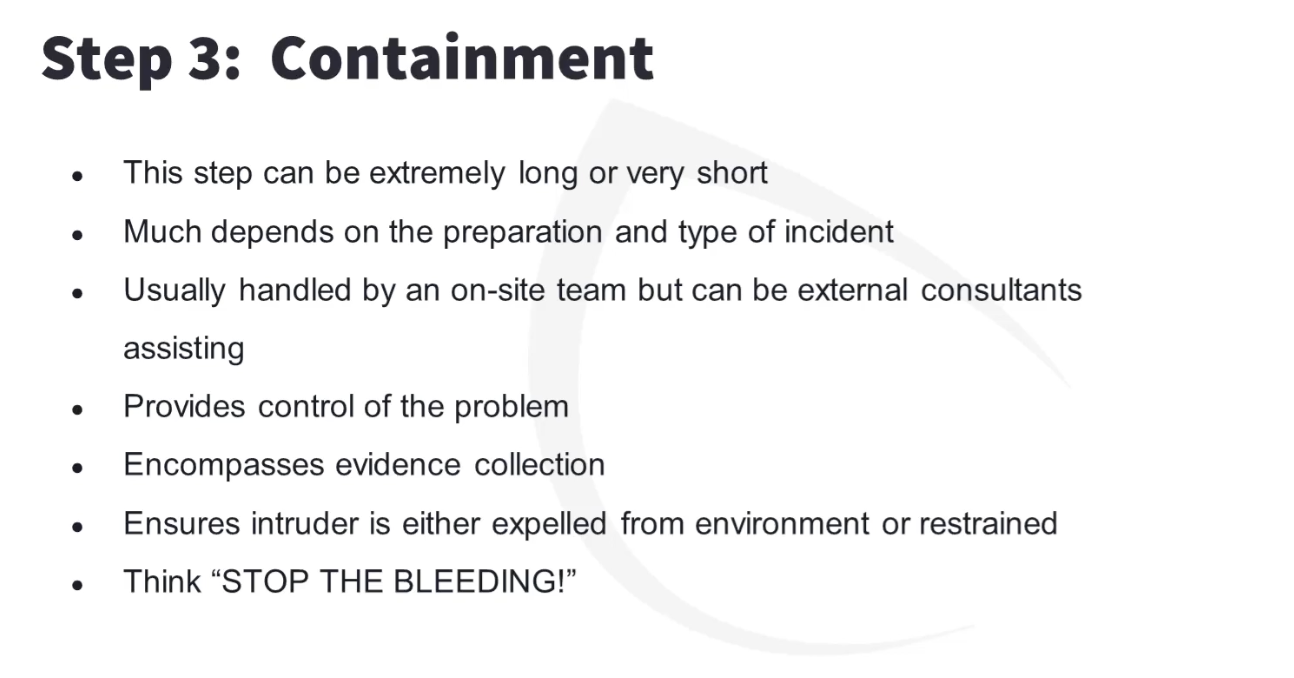 Step 3: Containment
• This step can be extremely long or very short
• Much depends on the preparation and type of incident
• Usually handled by an on-site team but can be external consultants
assisting
• Provides control of the problem
• Encompasses evidence collection
• Ensures intruder is either expelled from environment or restrained
• Think “STOP THE BLEEDING!”